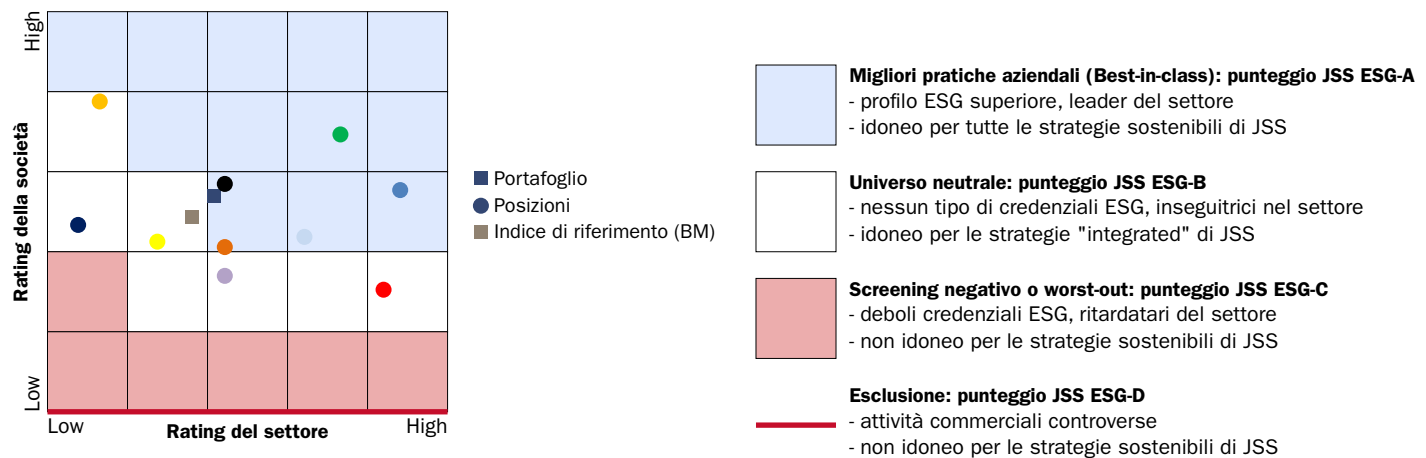 High
Rating della società
Low
Low
Rating del settore
High
Portafoglio
Posizioni
Indice di riferimento (BM)
Migliori pratiche aziendali (Best-in-class): punteggio JSS ESG-A
- profilo ESG superiore, leader del settore
- idoneo per tutte le strategie sostenibili di JSS
Universo neutrale: punteggio JSS ESG-B
- nessun tipo di credenziali ESG, inseguitrici nel settore
- idoneo per le strategie "integrated" di JSS
Screening negativo o worst-out: punteggio JSS ESG-C
- deboli credenziali ESG, ritardatari del settore
- non idoneo per le strategie sostenibili di JSS
Esclusione: punteggio JSS ESG-D
- attività commerciali controverse
- non idoneo per le strategie sostenibili di JSS